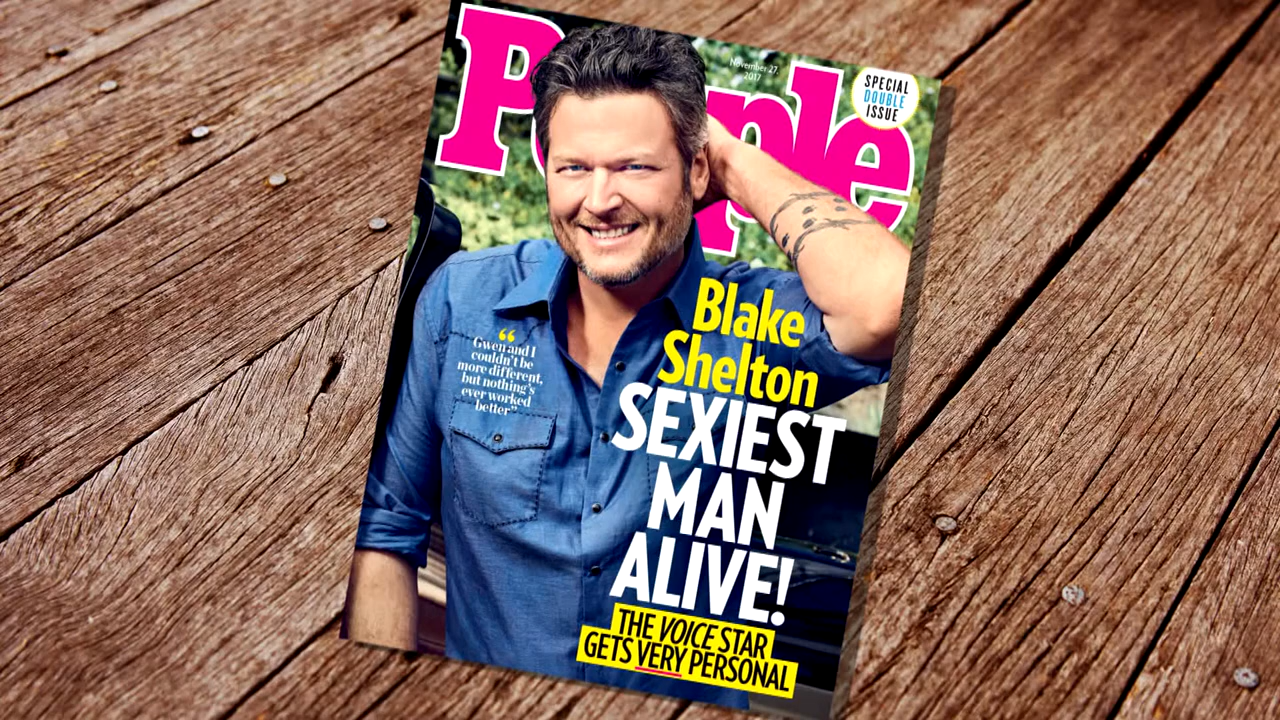 People
November 27,
2017
SPECIAL
DOUBLE
ISSUE
“
Gwen and I
couldn't be
more different,
but nothing's
ever worked
better”
Blake
Shelton
SEXIEST
MAN
ALIVE!
THE VOICE STAR
GETS VERY PERSONAL